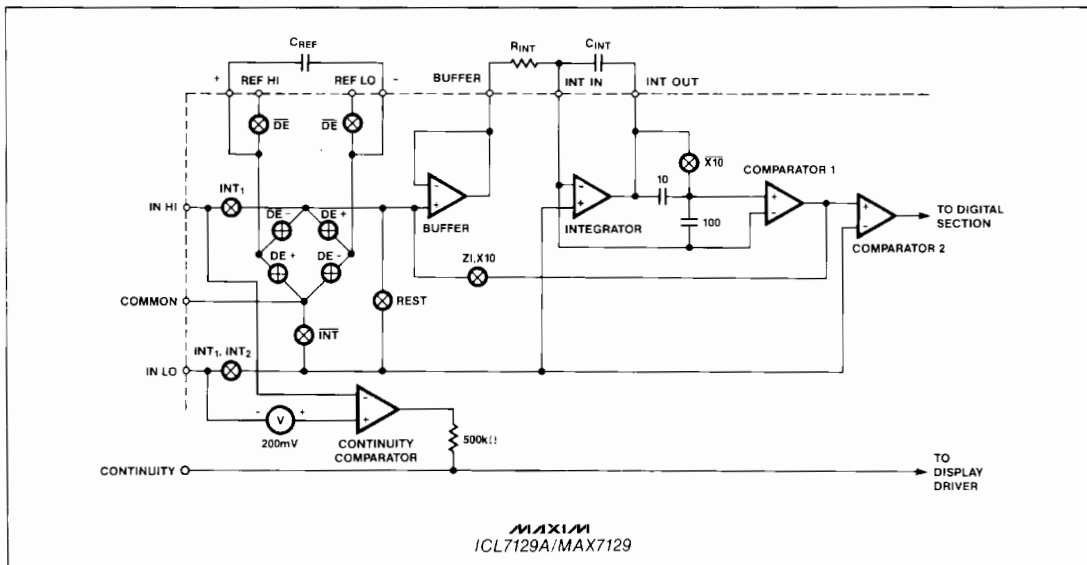 CREF
RINT
CINT
+ REF HI REF LO - BUFFER INT IN INT OUT
DE DE
X10
COMPARATOR 1
INT1
10
IN HI
DE - DE +
-
+
BUFFER
-
+
INTEGRATOR
100
+
-
+
-
TO DIGITAL
SECTION
COMPARATOR 2
DE + DE -
ZI, X10
COMMON
REST
INT
INT1, INT2
IN LO
- V +
200mV
-
+
CONTINUITY
COMPARATOR
500kΩ
CONTINUITY
TO
DISPLAY
DRIVER
MAXIM
ICL7129A/MAX7129